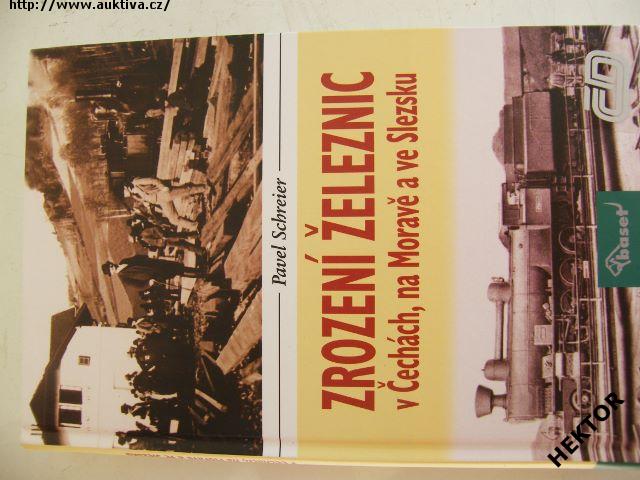 http://www.auktiva.cz/
Pavel Schreier
ZROZENÍ ŽELEZNIC
v Čechách, na Moravě a ve Slezsku
ČD
baset
HEKTOR